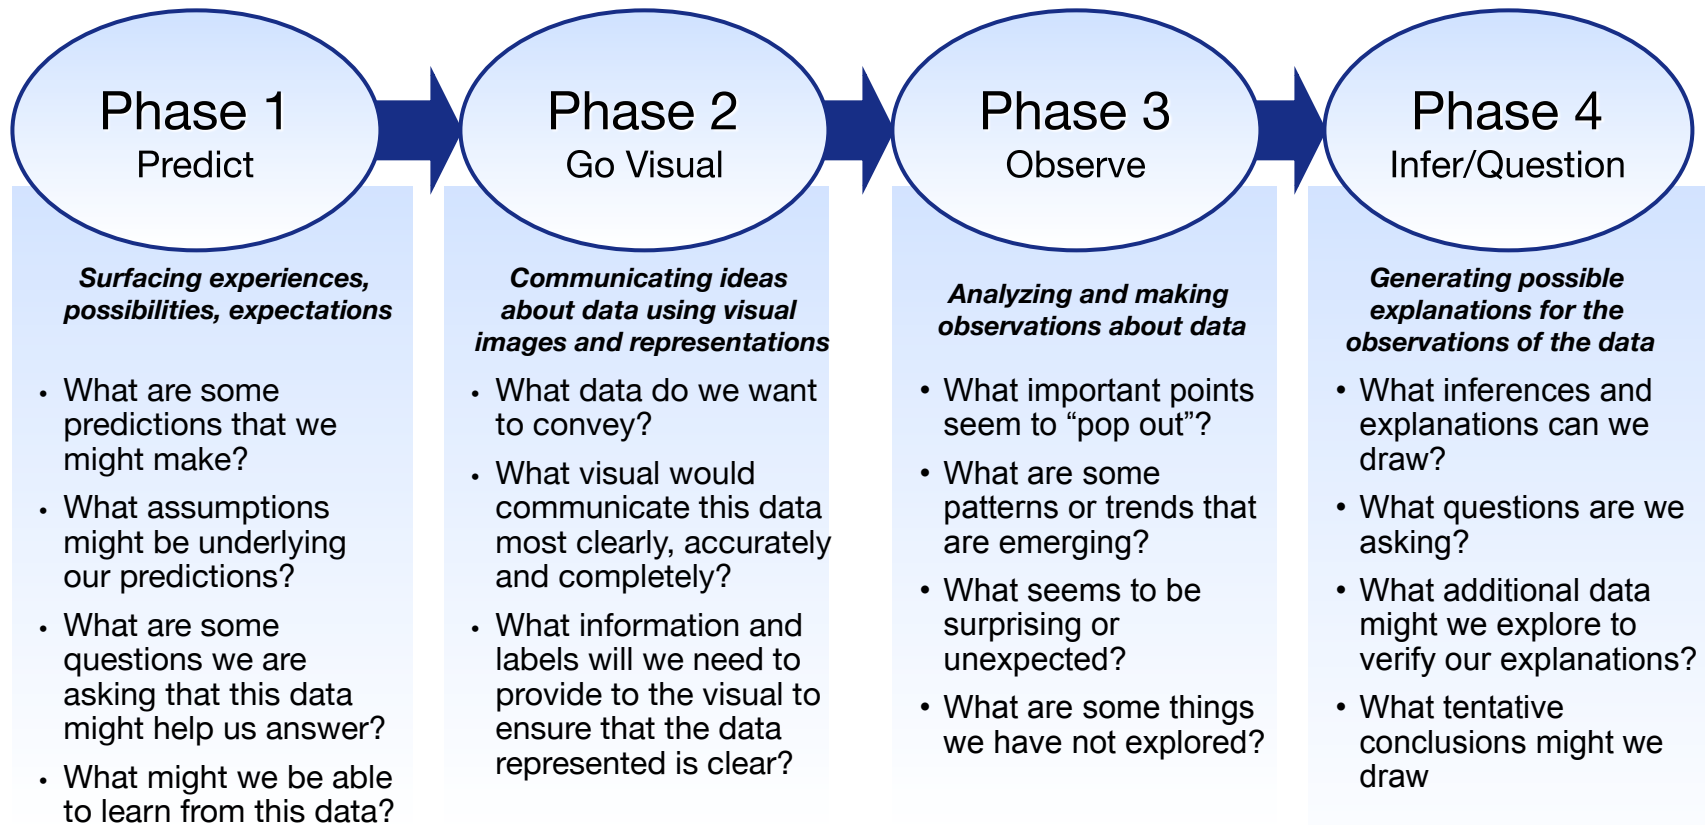 Phase 1
Predict
Surfacing experiences,
possibilities, expectations
• What are some
predictions that we
might make?
• What assumptions
might be underlying
our predictions?
• What are some
questions we are
asking that this data
might help us answer?
• What might we be able
to learn from this data?
Phase 2
Go Visual
Communicating ideas
about data using visual
images and representations
• What data do we want
to convey?
• What visual would
communicate this data
most clearly, accurately
and completely?
• What information and
labels will we need to
provide to the visual to
ensure that the data
represented is clear?
Phase 3
Observe
Analyzing and making
observations about data
• What important points
seem to “pop out”?
• What are some
patterns or trends that
are emerging?
• What seems to be
surprising or
unexpected?
• What are some things
we have not explored?
Phase 4
Infer/Question
Generating possible
explanations for the
observations of the data
• What inferences and
explanations can we
draw?
• What questions are we
asking?
• What additional data
might we explore to
verify our explanations?
• What tentative
conclusions might we
draw